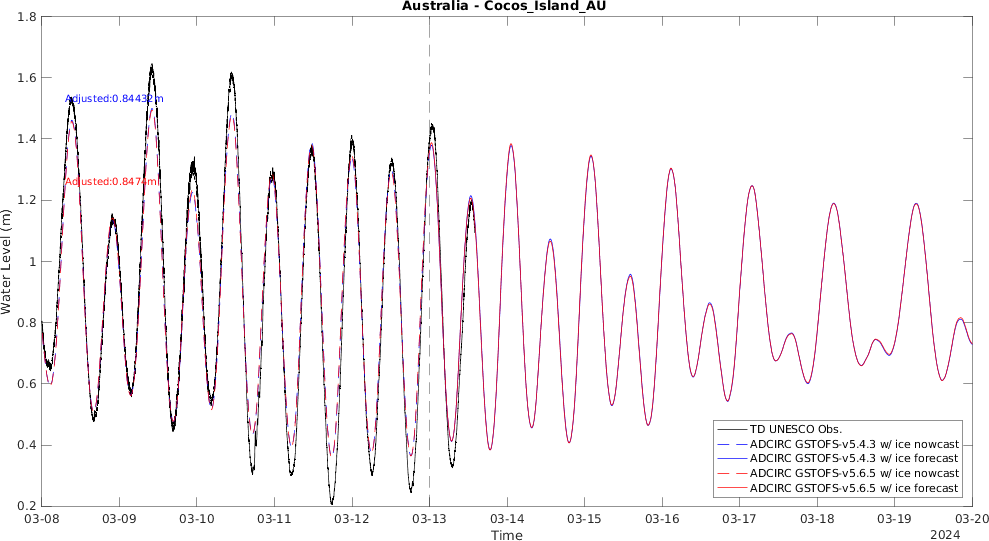 Australia - Cocos_Island_AU
1.8
1.6
1.4
1.2
1
0.8
0.6
0.4
0.2
Water Level (m)
Adjusted:0.84432m
Adjusted:0.8474m
TD UNESCO Obs.
ADCIRC GSTOFS-v5.4.3 w/ ice nowcast
ADCIRC GSTOFS-v5.4.3 w/ ice forecast
ADCIRC GSTOFS-v5.6.5 w/ ice nowcast
ADCIRC GSTOFS-v5.6.5 w/ ice forecast
03-08 03-09 03-10 03-11 03-12 03-13 03-14 03-15 03-16 03-17 03-18 03-19 03-20
Time
2024